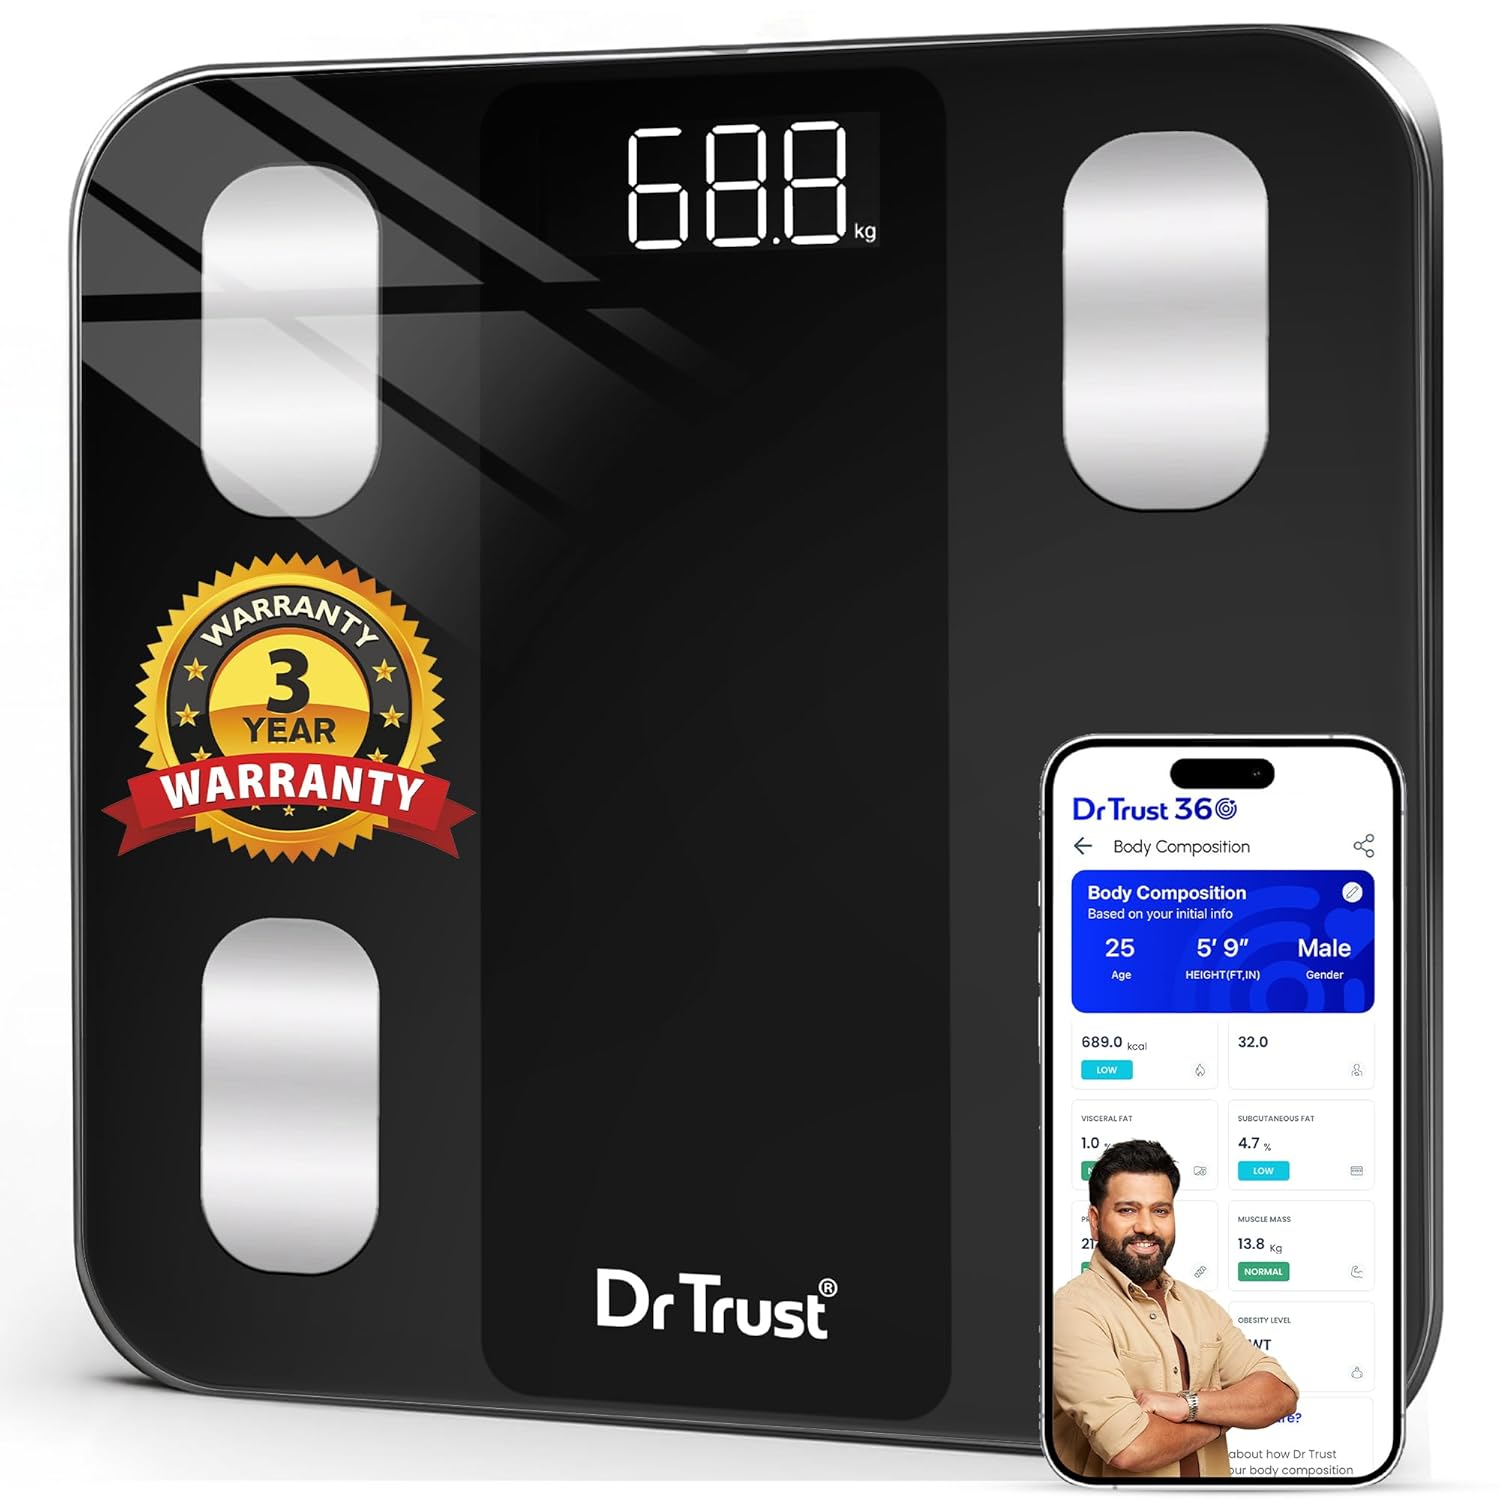 688.8 kg
WARRANTY
3
YEAR
WARRANTY
Dr Trust®
Dr Trust 360
Body Composition
Body Composition
Based on your initial info
25 5' 9" Male
Age HEIGHT(FT,IN) Gender
689.0 kcal 32.0
LOW
VISCERAL FAT SUBCUTANEOUS FAT
1.0 % 4.7 %
LOW
MUSCLE MASS
13.8 Kg
NORMAL
OBESITY LEVEL
about how Dr Trust
body composition